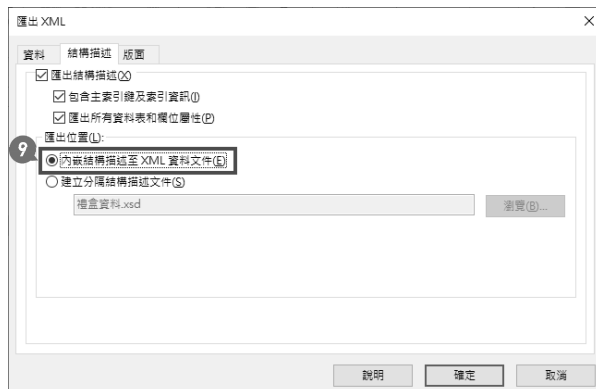 匯出 XML
資料 結構描述 版面
匯出結構描述(X)
包含主索引鍵及索引資訊(I)
匯出所有資料表和欄位屬性(P)
匯出位置(L):
9
內嵌結構描述至 XML 資料文件(E)
建立分隔結構描述文件(S)
禮盒資料.xsd 瀏覽(B)...
說明 確定 取消